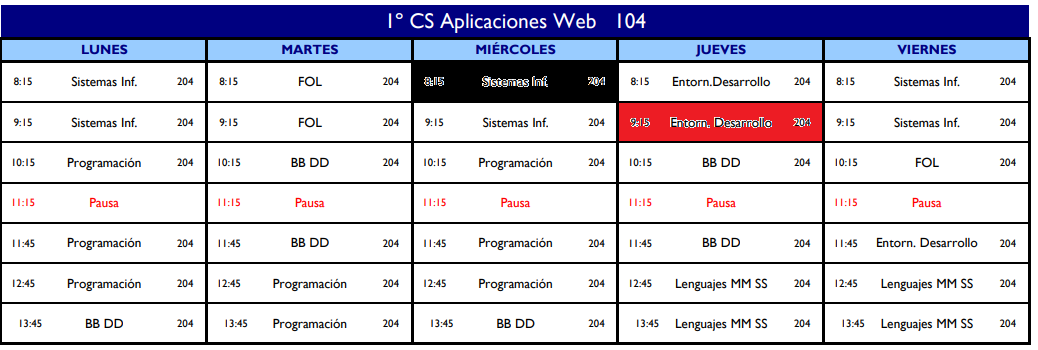 1º CS Aplicaciones Web 104
LUNES MARTES MIÉRCOLES JUEVES VIERNES
8:15 Sistemas Inf. 204 8:15 FOL 204 8:15 Sistemas Inf. 204 8:15 Entorn.Desarrollo 204 8:15 Sistemas Inf. 204
9:15 Sistemas Inf. 204 9:15 FOL 204 9:15 Sistemas Inf. 204 9:15 Entorn. Desarrollo 204 9:15 Sistemas Inf. 204
10:15 Programación 204 10:15 BB DD 204 10:15 Programación 204 10:15 BB DD 204 10:15 FOL 204
11:15 Pausa 11:15 Pausa 11:15 Pausa 11:15 Pausa 11:15 Pausa
11:45 Programación 204 11:45 BB DD 204 11:45 Programación 204 11:45 BB DD 204 11:45 Entorn. Desarrollo 204
12:45 Programación 204 12:45 Programación 204 12:45 Programación 204 12:45 Lenguajes MM SS 204 12:45 Lenguajes MM SS 204
13:45 BB DD 204 13:45 Programación 204 13:45 BB DD 204 13:45 Lenguajes MM SS 204 13:45 Lenguajes MM SS 204